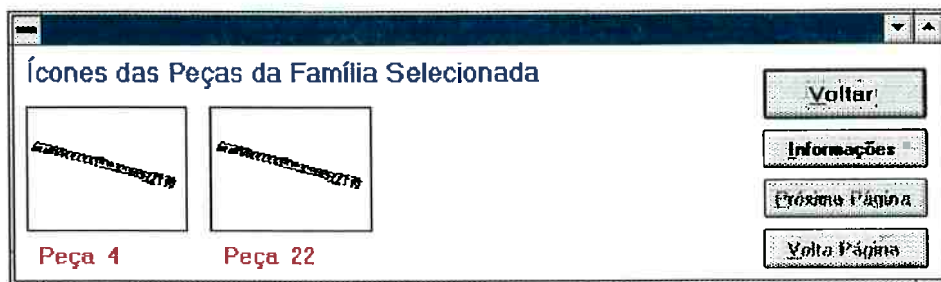 Ícones das Peças da Família Selecionada
Voltar
Informações
Próxima Página
Volta Página
Peça 4
Peça 22